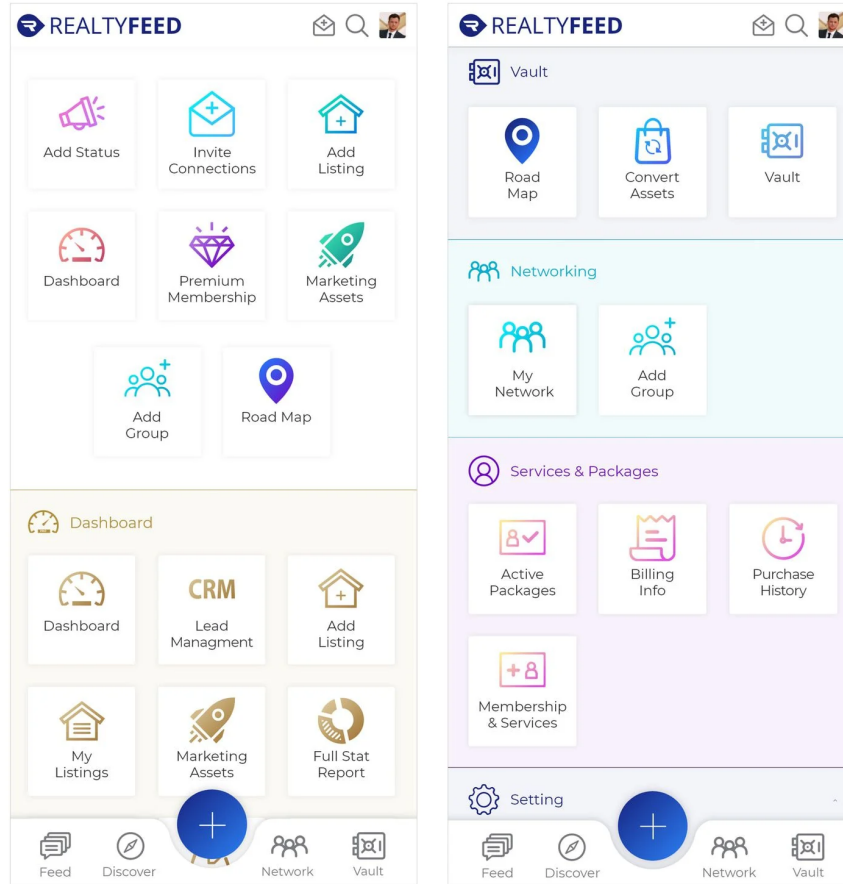 REALTYFEED
Add Status
Invite
Connections
Add
Listing
Dashboard
Premium
Membership
Marketing
Assets
Add
Group
Road Map
Dashboard
Dashboard
CRM
Lead
Managment
Add
Listing
My
Listings
Marketing
Assets
Full Stat
Report
Feed
Discover
Network
Vault
REALTYFEED
Vault
Road
Map
Convert
Assets
Vault
Networking
My
Network
Add
Group
Services & Packages
Active
Packages
Billing
Info
Purchase
History
Membership
& Services
Setting
Feed
Discover
Network
Vault